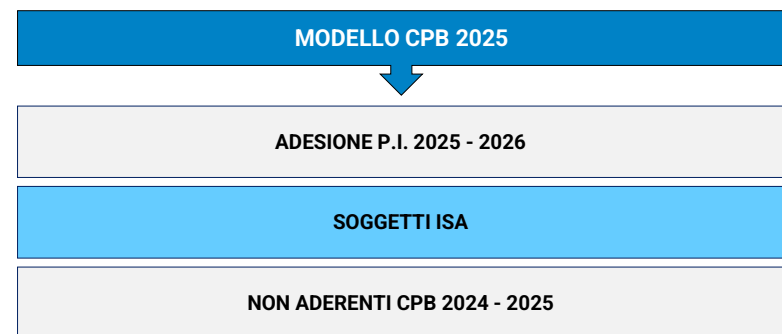 MODELLO CPB 2025
ADESIONE P.I. 2025 - 2026
SOGGETTI ISA
NON ADERENTI CPB 2024 - 2025